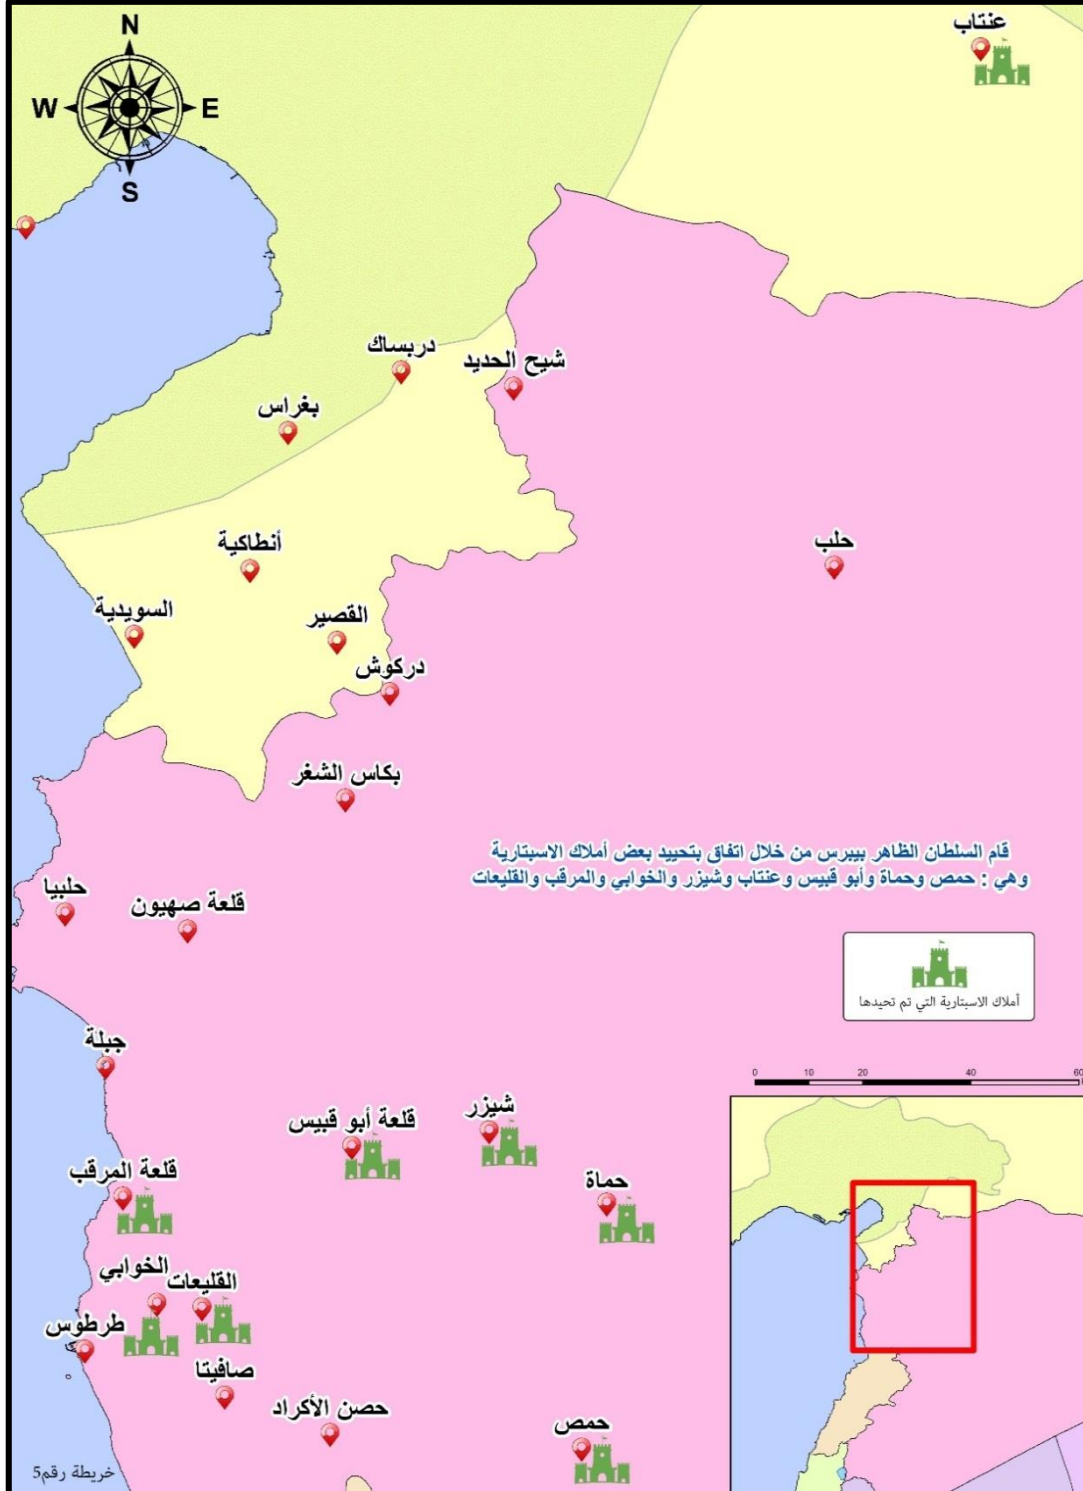 عنتاب
N
W E
S
دربساك
شيح الحديد
بغراس
أنطاكية
حلب
السويدية
القصير
دركوش
بكاس الشغر
قام السلطان الظاهر بيبرس من خلال اتفاق بتحييد بعض أملاك الاسبتارية
وهي : حمص وحماة وأبو قبيس وعنتاب وشيزر والخوابي والمرقب والقليعات
حلبيا
قلعة صهيون
أملاك الاسبتارية التي تم تحيدها
جبلة
0 10 20 40 60
شيزر
قلعة أبو قبيس
قلعة المرقب
حماة
الخوابي
القليعات
طرطوس
صافيتا
حصن الأكراد
حمص
خريطة رقم5